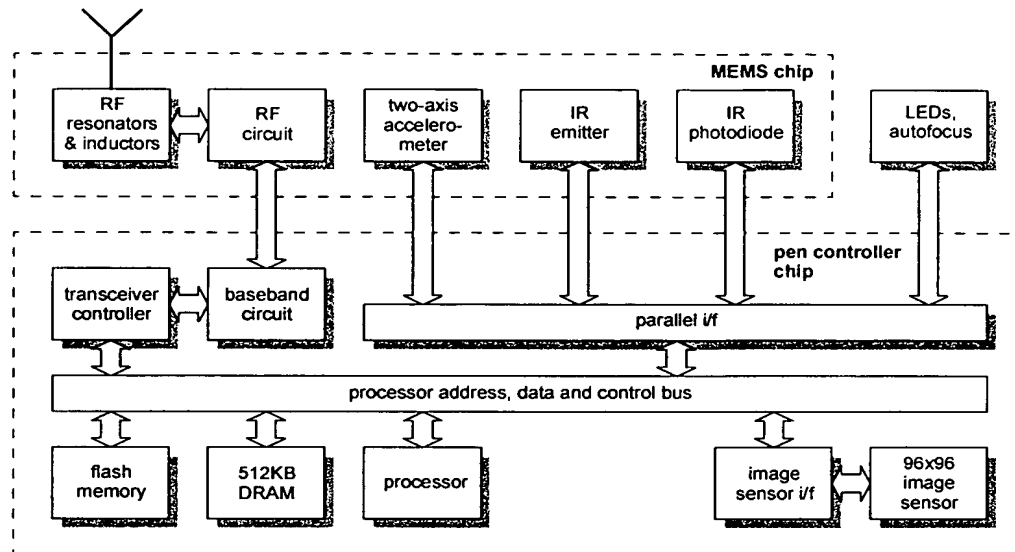 MEMS chip
RF
resonators
& inductors
RF
circuit
two-axis
accelero-
meter
IR
emitter
IR
photodiode
LEDs,
autofocus
pen controller
chip
transceiver
controller
baseband
circuit
parallel i/f
processor address, data and control bus
flash
memory
512KB
DRAM
processor
image
sensor i/f
96x96
image
sensor